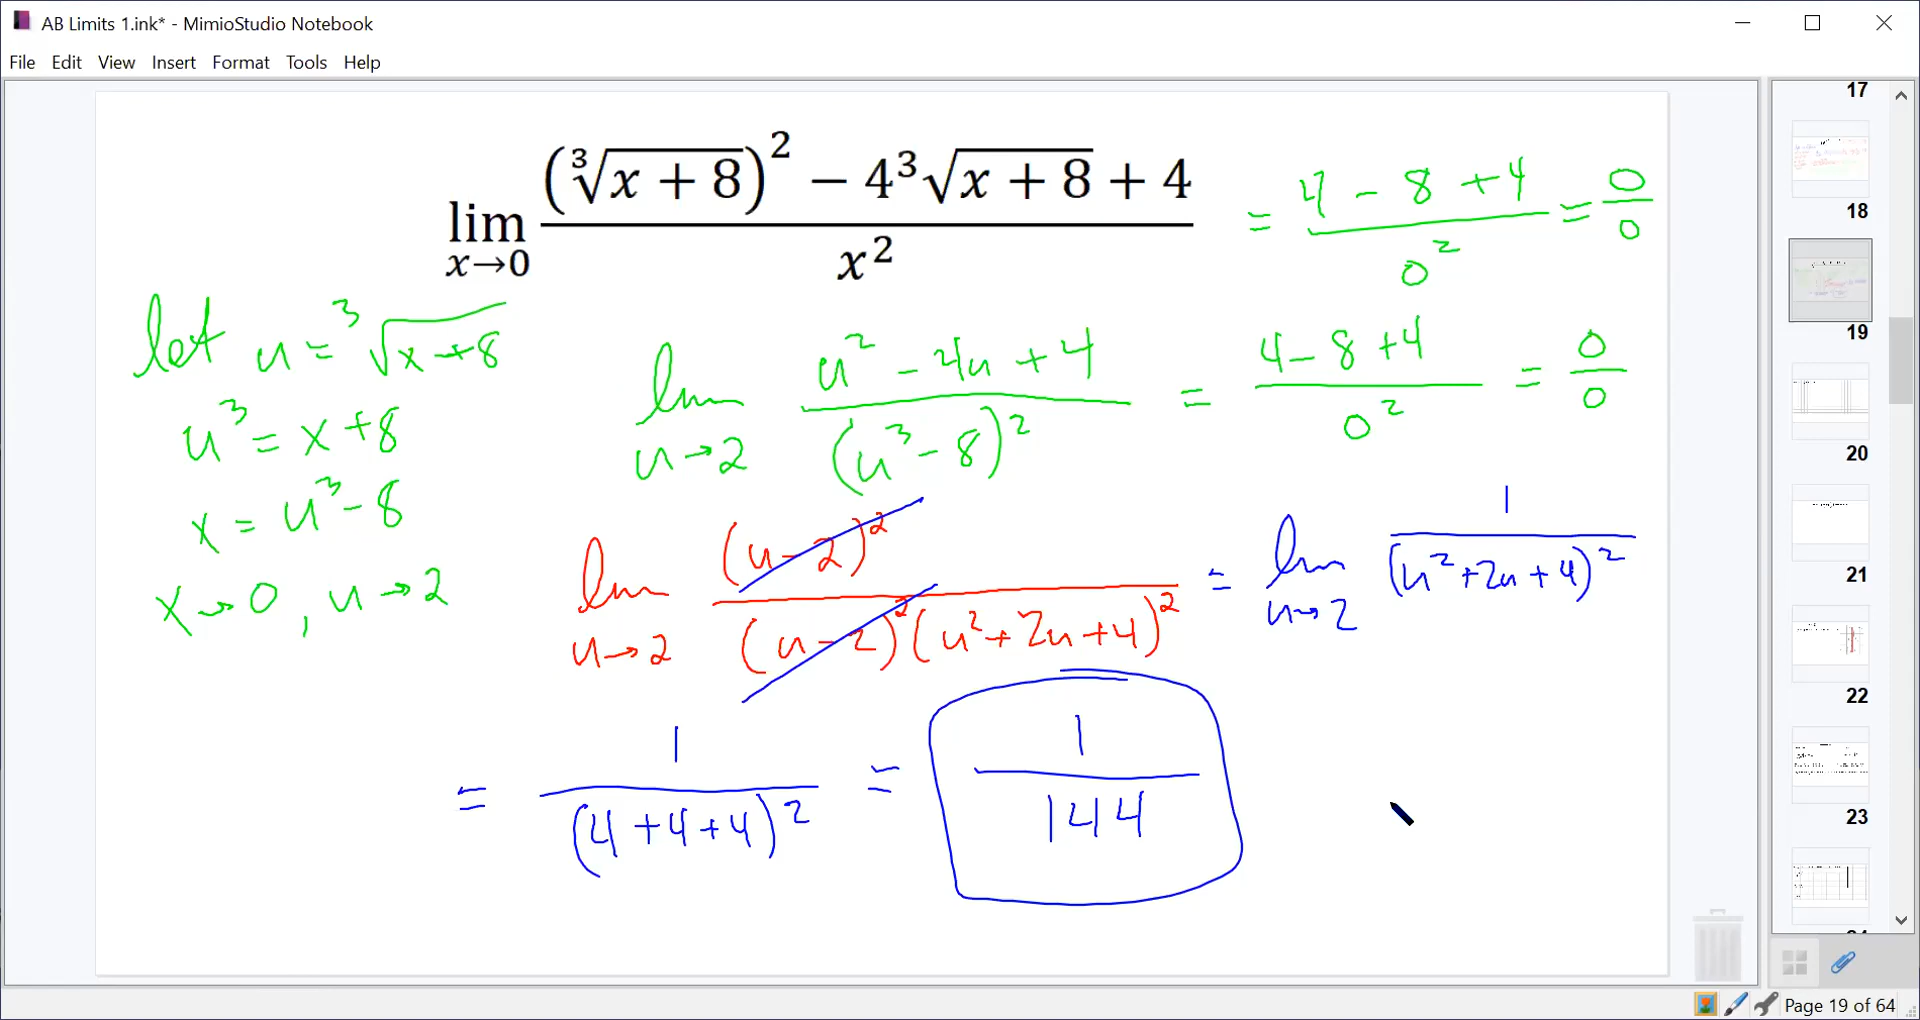 AB Limits 1.ink* - MimioStudio Notebook
File Edit View Insert Format Tools Help
lim x→0 ((∛(x + 8))² − 4³√(x + 8) + 4) / x² = (4 - 8 + 4) / 0² = 0/0
let u = ³√(x+8)
u³ = x + 8
x = u³ - 8
x → 0, u → 2
lim u→2 (u² - 4u + 4) / (u³ - 8)² = (4 - 8 + 4) / 0² = 0/0
lim u→2 (u - 2)² / ((u - 2)² (u² + 2u + 4)²) = lim u→2 1 / (u² + 2u + 4)²
= 1 / (4 + 4 + 4)² = 1/144
17
18
19
20
21
22
23
Page 19 of 64